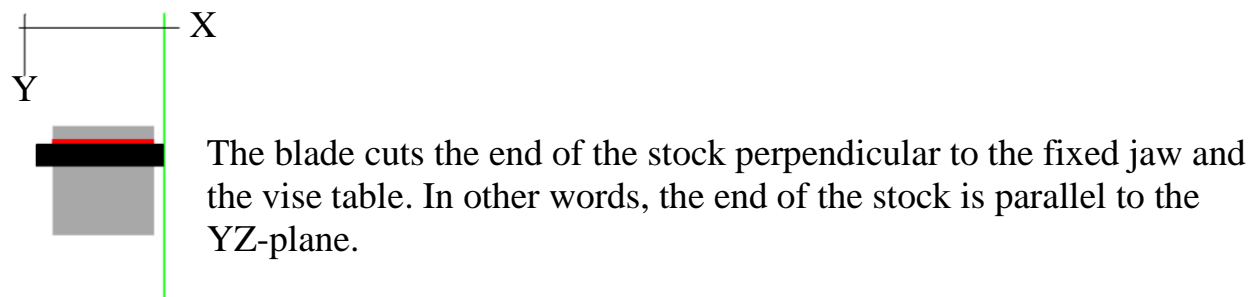 X
Y
The blade cuts the end of the stock perpendicular to the fixed jaw and
the vise table. In other words, the end of the stock is parallel to the
YZ-plane.